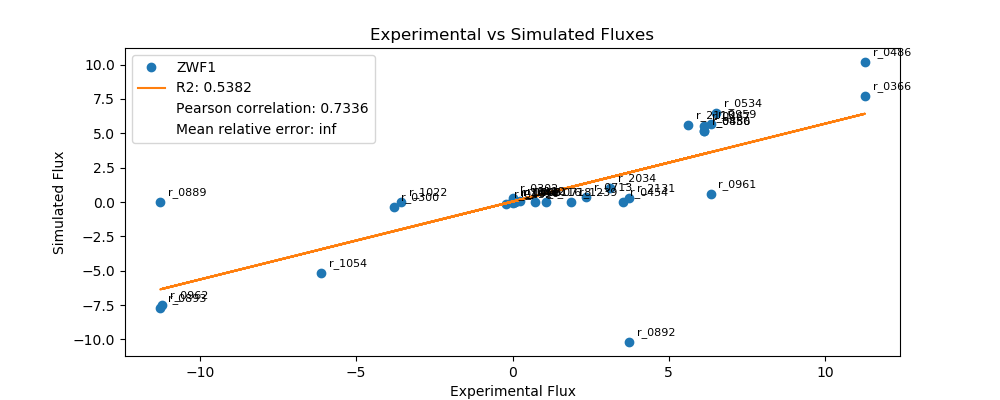 Experimental vs Simulated Fluxes
ZWF1
R2: 0.5382
Pearson correlation: 0.7336
Mean relative error: inf
Simulated Flux
10.0
7.5
5.0
2.5
0.0
−2.5
−5.0
−7.5
−10.0
r_0486
r_0366
r_0534
r_0961
r_2034
r_0713
r_2131
r_0454
r_0889
r_1022
r_0300
r_1054
r_0962
r_0893
r_0892
−10
−5
0
5
10
Experimental Flux